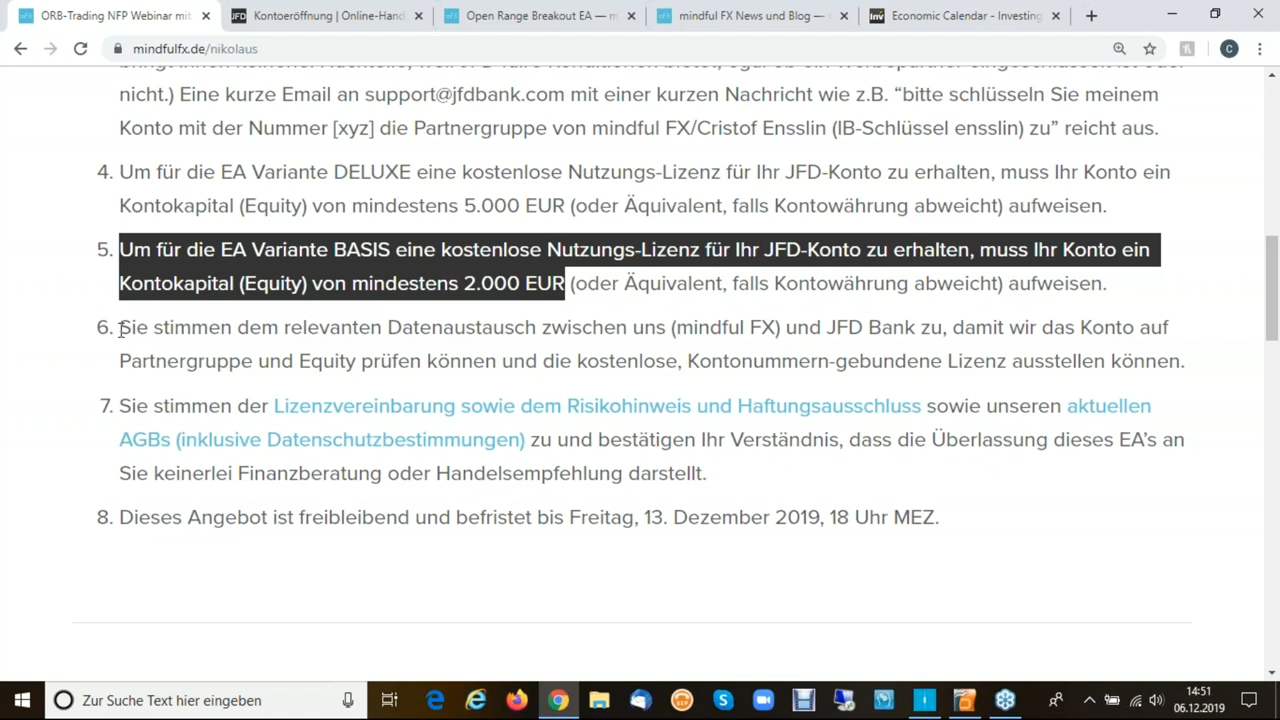 ORB-Trading NFP Webinar mit
Kontoeröffnung | Online-Hand
Open Range Breakout EA — m
mindful FX News und Blog —
Economic Calendar - Investing
mindfulfx.de/nikolaus
nicht.) Eine kurze Email an support@jfdbank.com mit einer kurzen Nachricht wie z.B. “bitte schlüsseln Sie meinem
Konto mit der Nummer [xyz] die Partnergruppe von mindful FX/Cristof Ensslin (IB-Schlüssel ensslin) zu” reicht aus.
4. Um für die EA Variante DELUXE eine kostenlose Nutzungs-Lizenz für Ihr JFD-Konto zu erhalten, muss Ihr Konto ein
Kontokapital (Equity) von mindestens 5.000 EUR (oder Äquivalent, falls Kontowährung abweicht) aufweisen.
5. Um für die EA Variante BASIS eine kostenlose Nutzungs-Lizenz für Ihr JFD-Konto zu erhalten, muss Ihr Konto ein
Kontokapital (Equity) von mindestens 2.000 EUR (oder Äquivalent, falls Kontowährung abweicht) aufweisen.
6. Sie stimmen dem relevanten Datenaustausch zwischen uns (mindful FX) und JFD Bank zu, damit wir das Konto auf
Partnergruppe und Equity prüfen können und die kostenlose, Kontonummern-gebundene Lizenz ausstellen können.
7. Sie stimmen der Lizenzvereinbarung sowie dem Risikohinweis und Haftungsausschluss sowie unseren aktuellen
AGBs (inklusive Datenschutzbestimmungen) zu und bestätigen Ihr Verständnis, dass die Überlassung dieses EA’s an
Sie keinerlei Finanzberatung oder Handelsempfehlung darstellt.
8. Dieses Angebot ist freibleibend und befristet bis Freitag, 13. Dezember 2019, 18 Uhr MEZ.
Zur Suche Text hier eingeben
14:51
06.12.2019